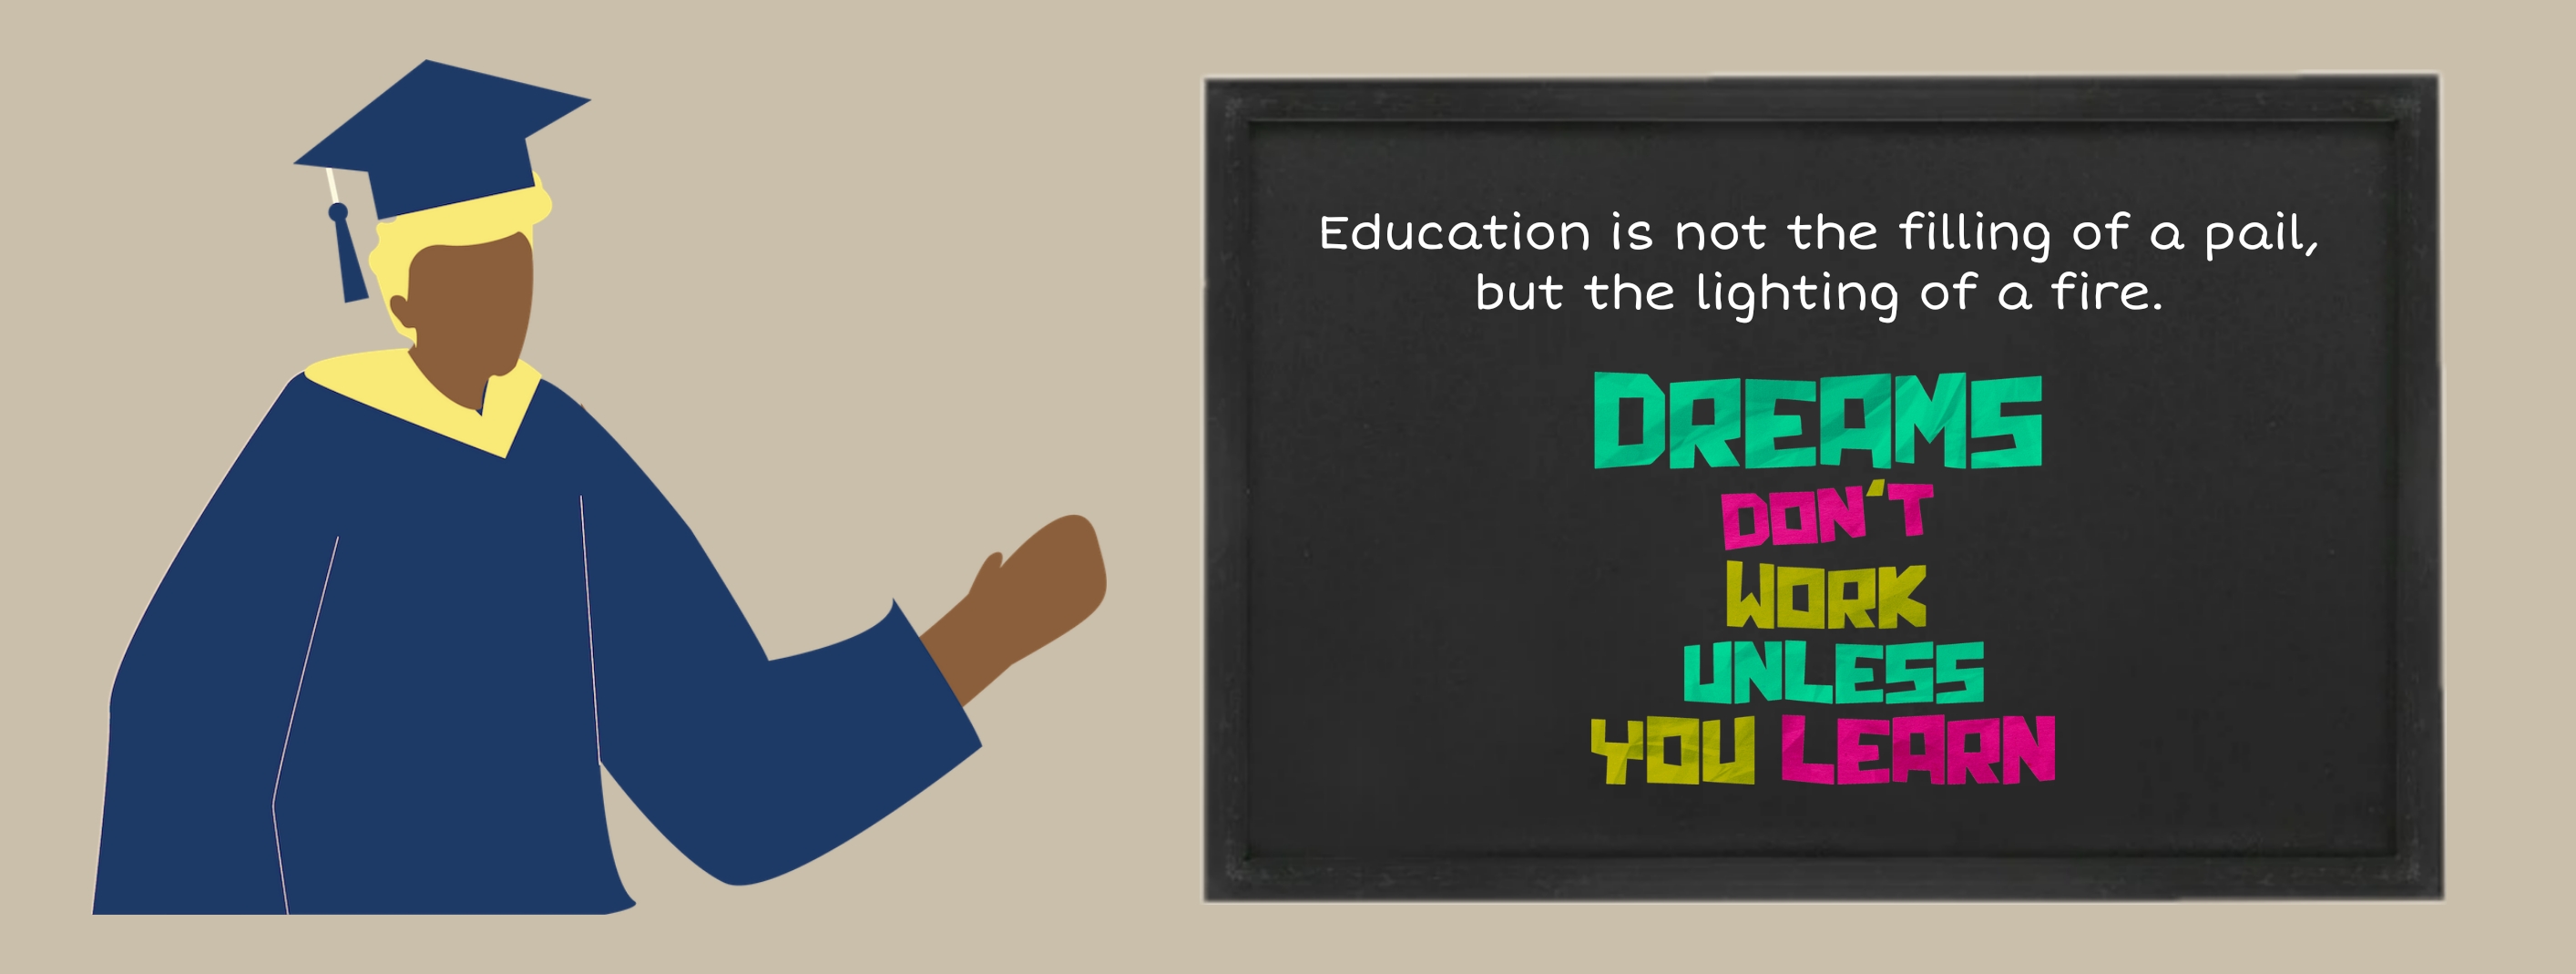 Education is not the filling of a pail,
but the lighting of a fire.
DREAMS
DON'T
WORK
UNLESS
YOU LEARN